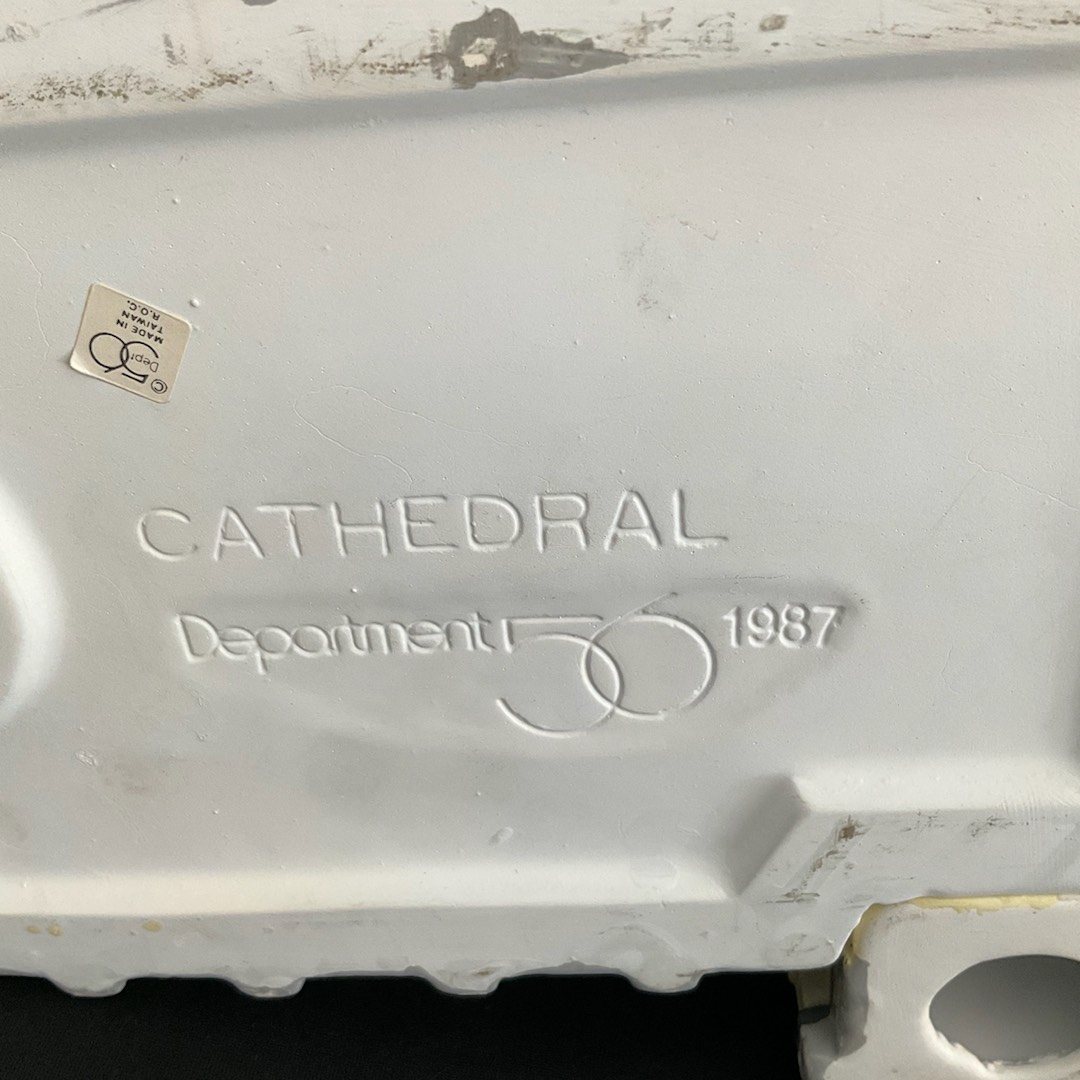 MADE IN
TAIWAN
R.O.C.
© Dept 56
CATHEDRAL
Department 56 1987